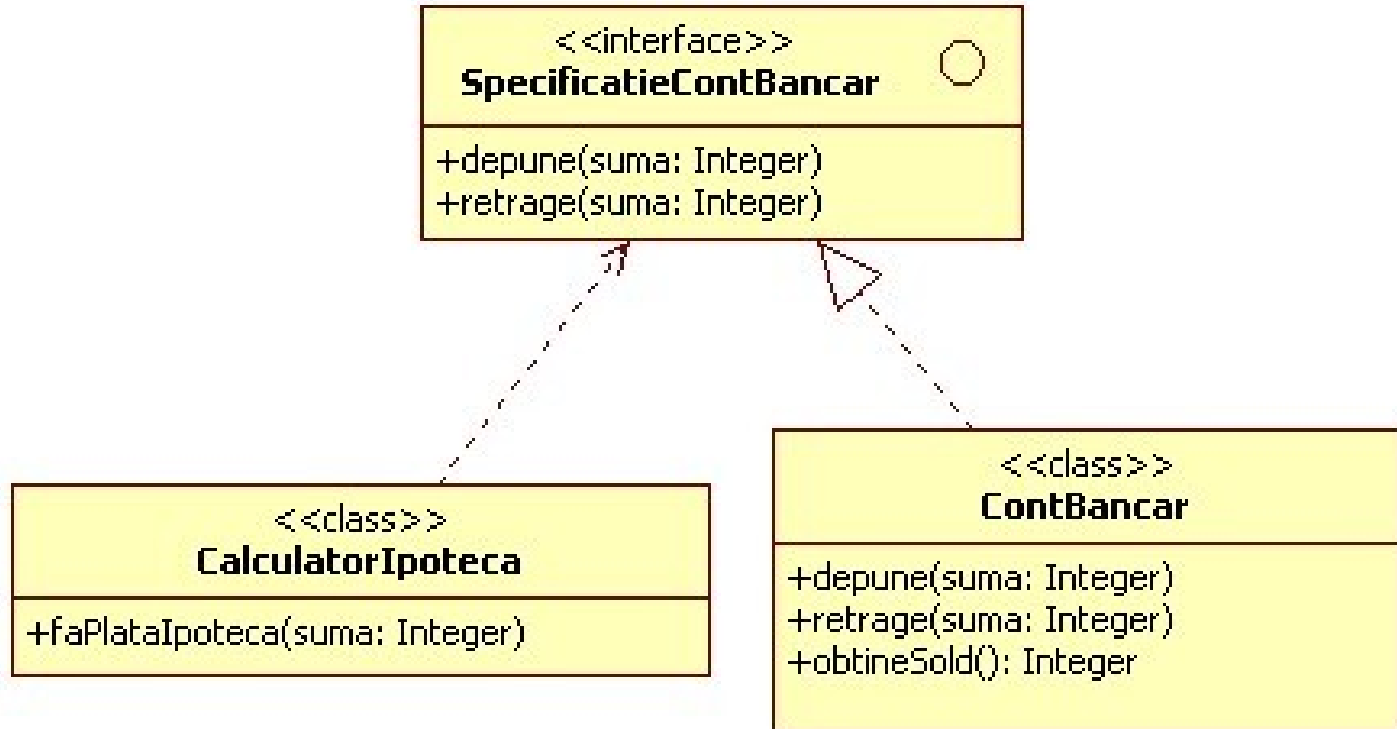 <<interface>>
SpecificatieContBancar
+depune(suma: Integer)
+retrage(suma: Integer)
<<class>>
CalculatorIpoteca
+faPlataIpoteca(suma: Integer)
<<class>>
ContBancar
+depune(suma: Integer)
+retrage(suma: Integer)
+obtineSold(): Integer